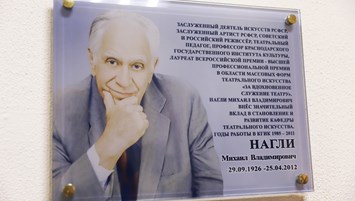 ЗАСЛУЖЕННЫЙ ДЕЯТЕЛЬ ИСКУССТВ РСФСР,
ЗАСЛУЖЕННЫЙ АРТИСТ РСФСР, СОВЕТСКИЙ
И РОССИЙСКИЙ РЕЖИССЁР, ТЕАТРАЛЬНЫЙ
ПЕДАГОГ, ПРОФЕССОР КРАСНОДАРСКОГО
ГОСУДАРСТВЕННОГО ИНСТИТУТА КУЛЬТУРЫ,
ЛАУРЕАТ ВСЕРОССИЙСКОЙ ПРЕМИИ - ВЫСШЕЙ
ПРОФЕССИОНАЛЬНОЙ ПРЕМИИ
В ОБЛАСТИ МАССОВЫХ ФОРМ
ТЕАТРАЛЬНОГО ИСКУССТВА
«ЗА ВДОХНОВЕННОЕ
СЛУЖЕНИЕ ТЕАТРУ».
НАГЛИ МИХАИЛ ВЛАДИМИРОВИЧ
ВНЁС ЗНАЧИТЕЛЬНЫЙ
ВКЛАД В СТАНОВЛЕНИЕ И
РАЗВИТИЕ КАФЕДРЫ
ТЕАТРАЛЬНОГО ИСКУССТВА,
ГОДЫ РАБОТЫ В КГИК 1985 - 2011
НАГЛИ
Михаил Владимирович
29.09.1926 -25.04.2012